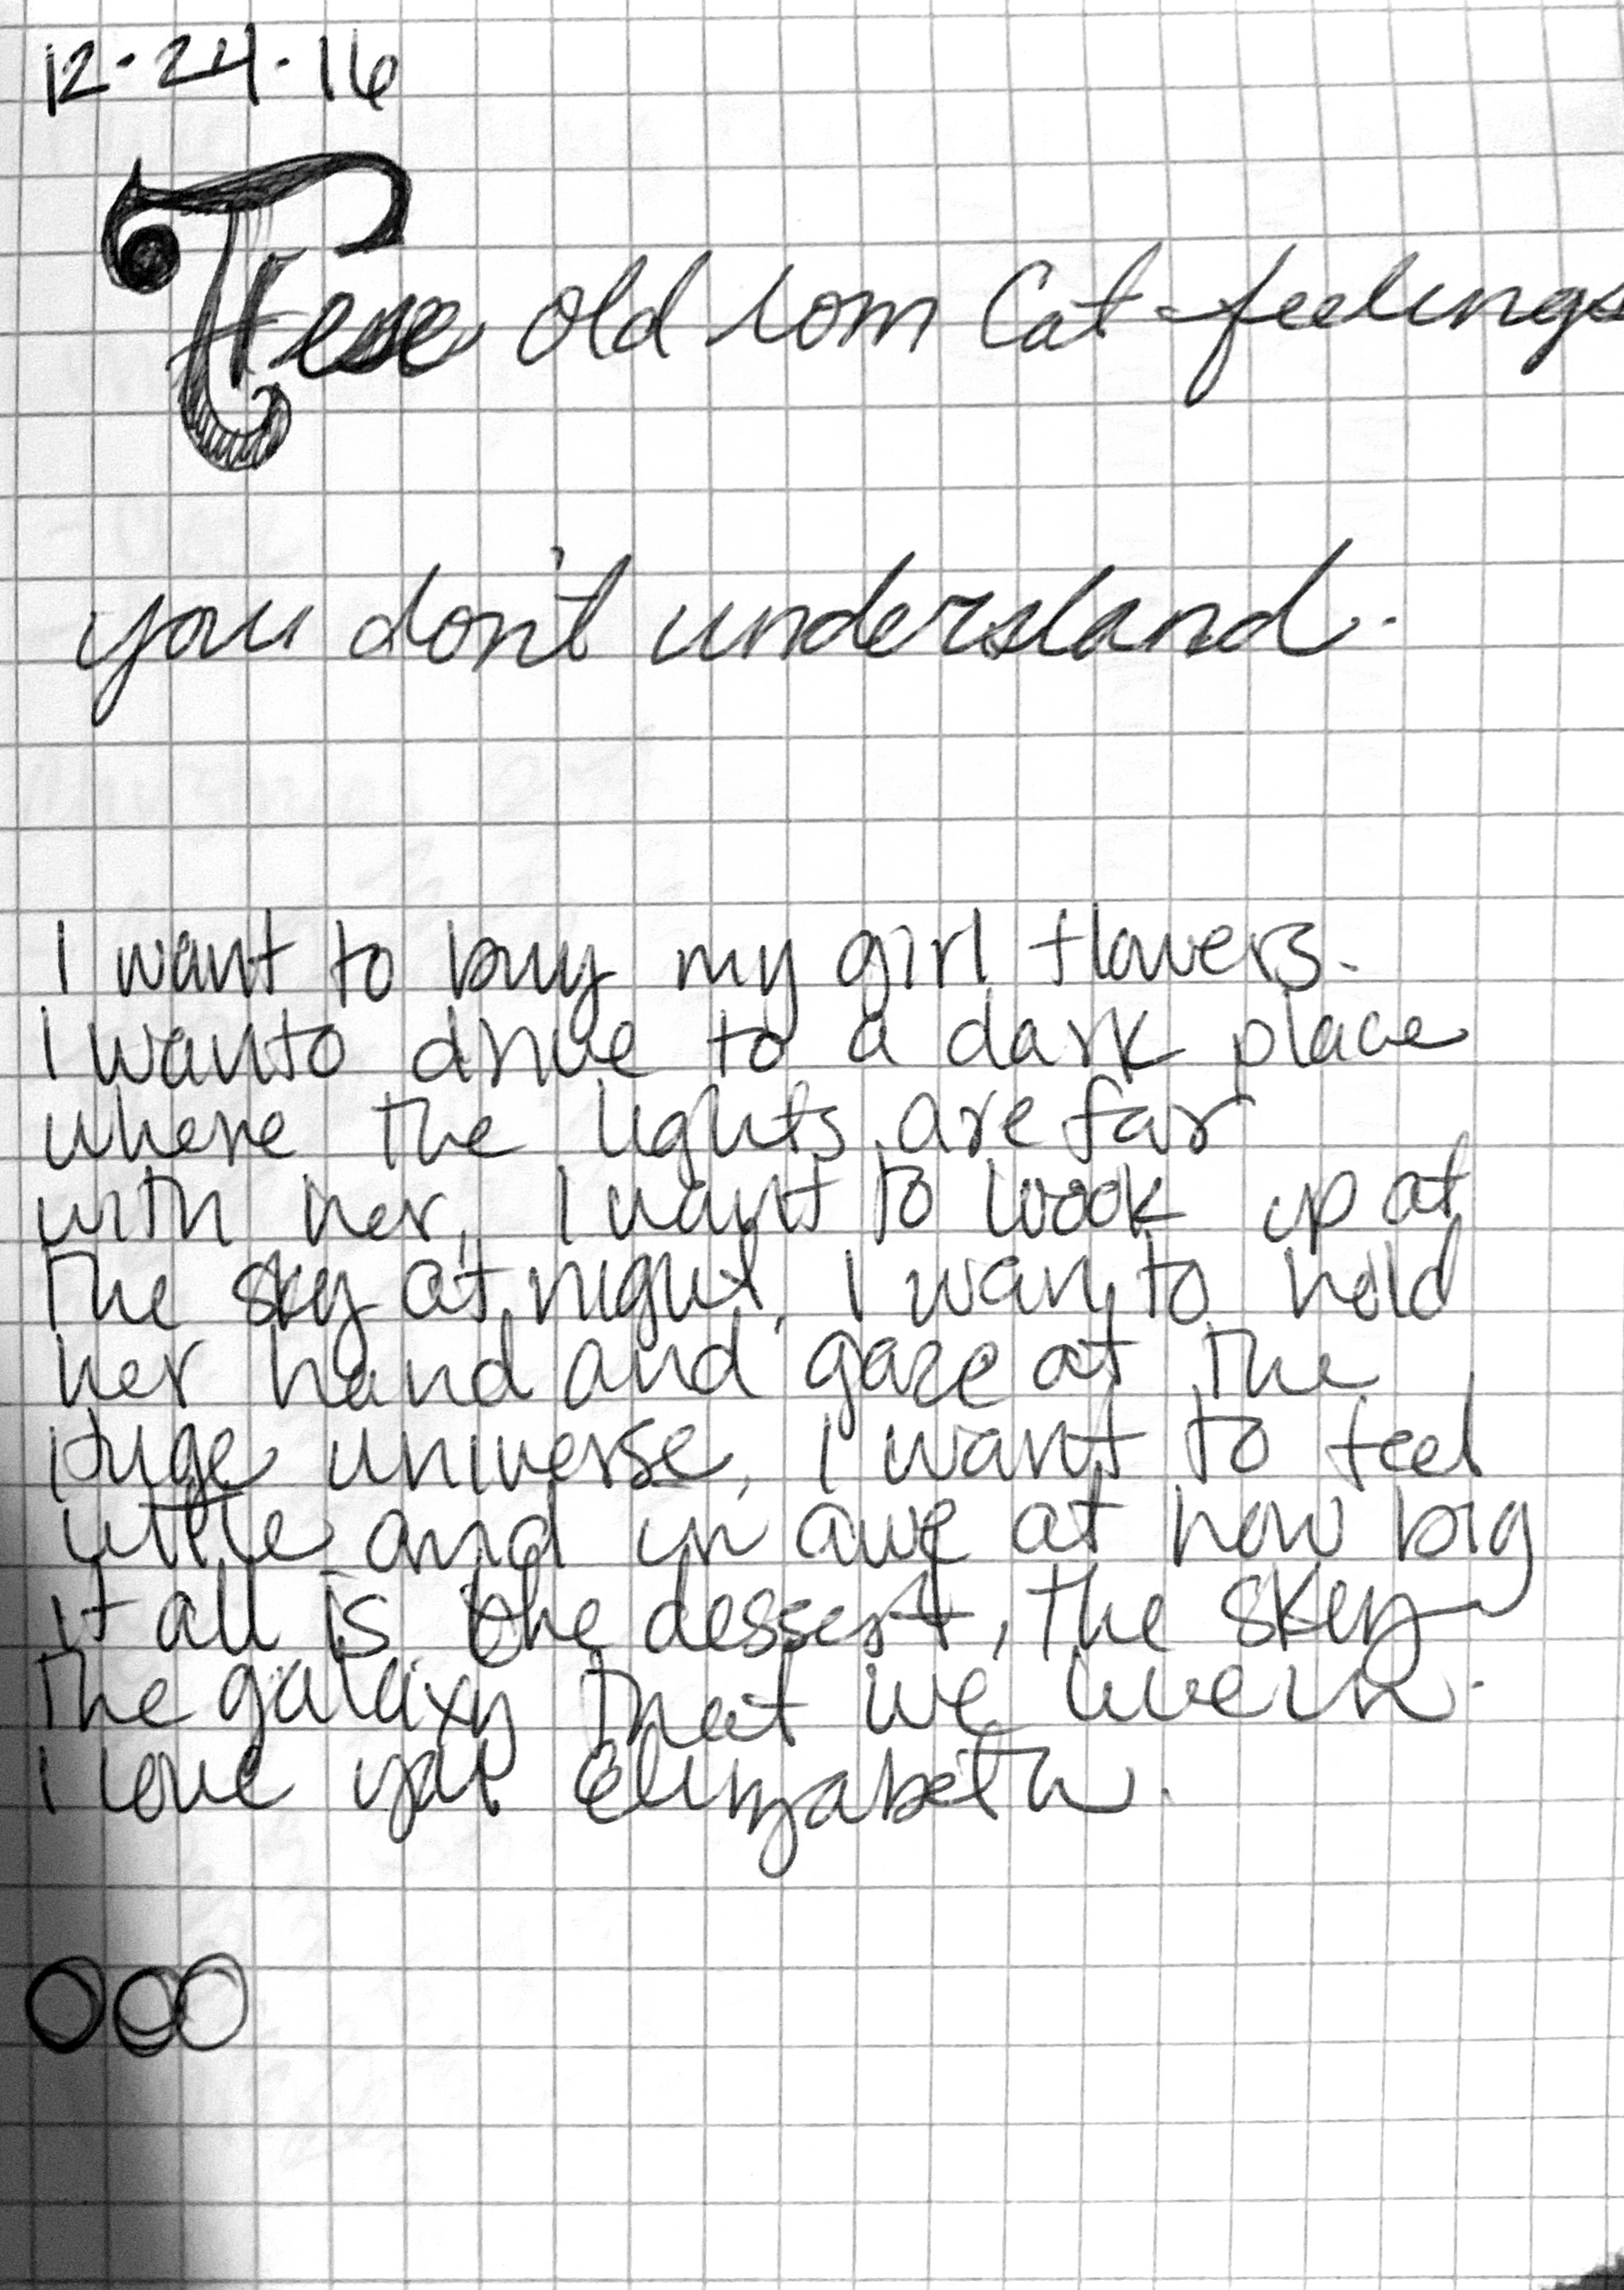 12-24-16
These old tom Cat-feelings
you don't understand.
I want to buy my girl flowers.
I wanto drive to a dark place
where the lights are far
with her, I want to look up at
The sky at night, I want to hold
her hand and gaze at the
Huge universe, I want to feel
little and in awe at how big
it all is the dessert, the sky
The galaxy that we live in.
I love you Elizabeth.